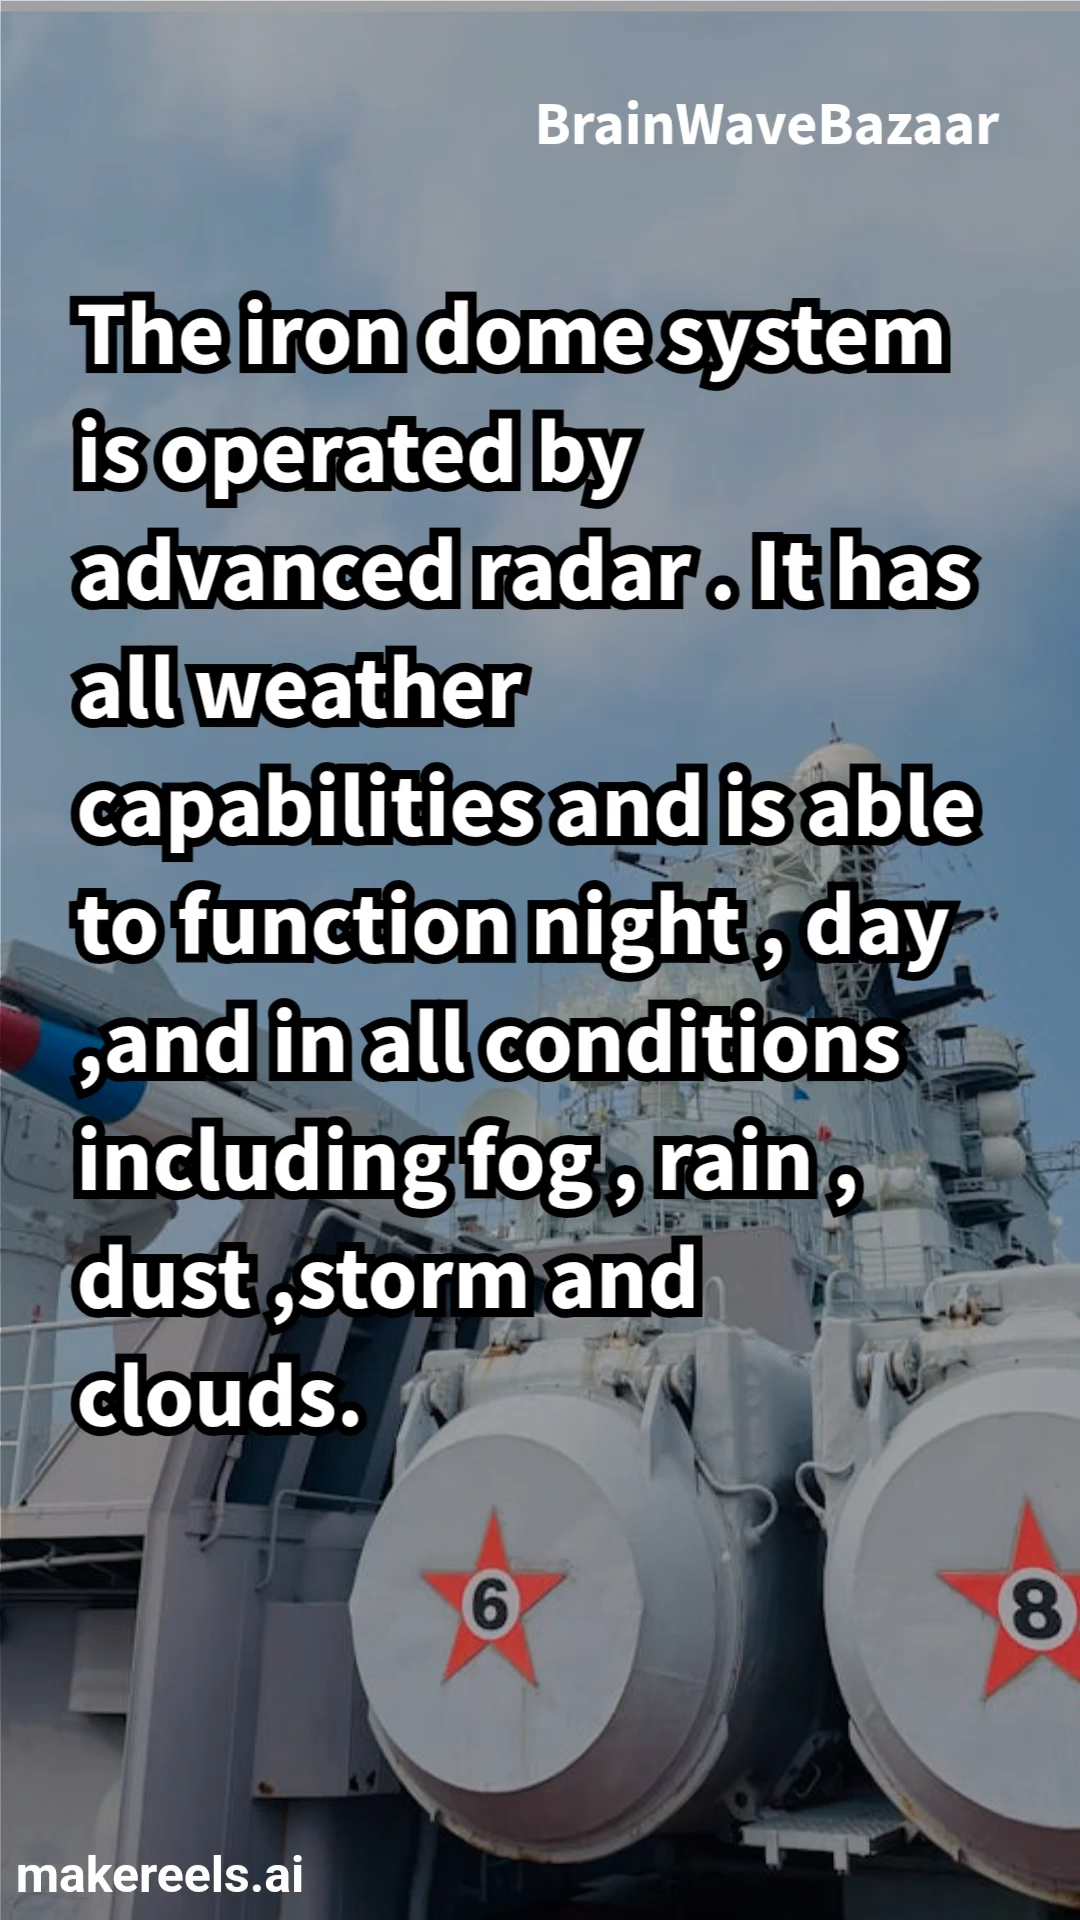 BrainWaveBazaar
The iron dome system
is operated by
advanced radar . It has
all weather
capabilities and is able
to function night , day
,and in all conditions
including fog , rain ,
dust ,storm and
clouds.
6
8
makereels.ai